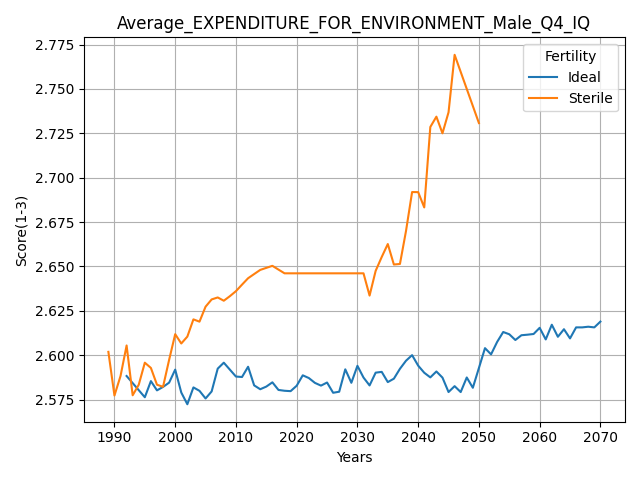 Average_EXPENDITURE_FOR_ENVIRONMENT_Male_Q4_IQ
Fertility
Ideal
Sterile
Score(1-3)
2.775
2.750
2.725
2.700
2.675
2.650
2.625
2.600
2.575
1990 2000 2010 2020 2030 2040 2050 2060 2070
Years